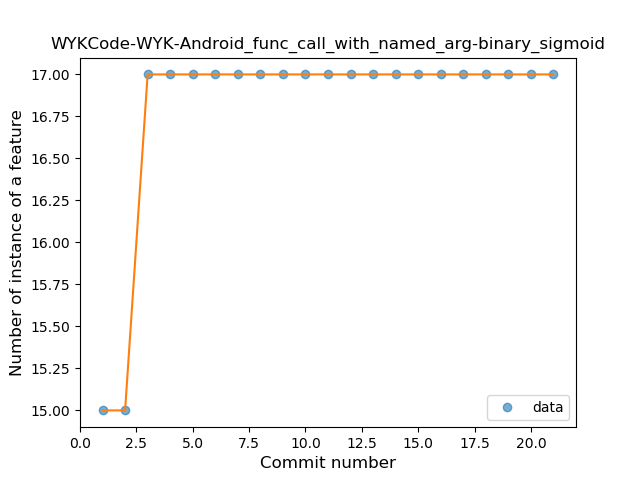 WYKCode-WYK-Android_func_call_with_named_arg-binary_sigmoid
Number of instance of a feature
17.00
16.75
16.50
16.25
16.00
15.75
15.50
15.25
15.00
0.0 2.5 5.0 7.5 10.0 12.5 15.0 17.5 20.0
data
Commit number